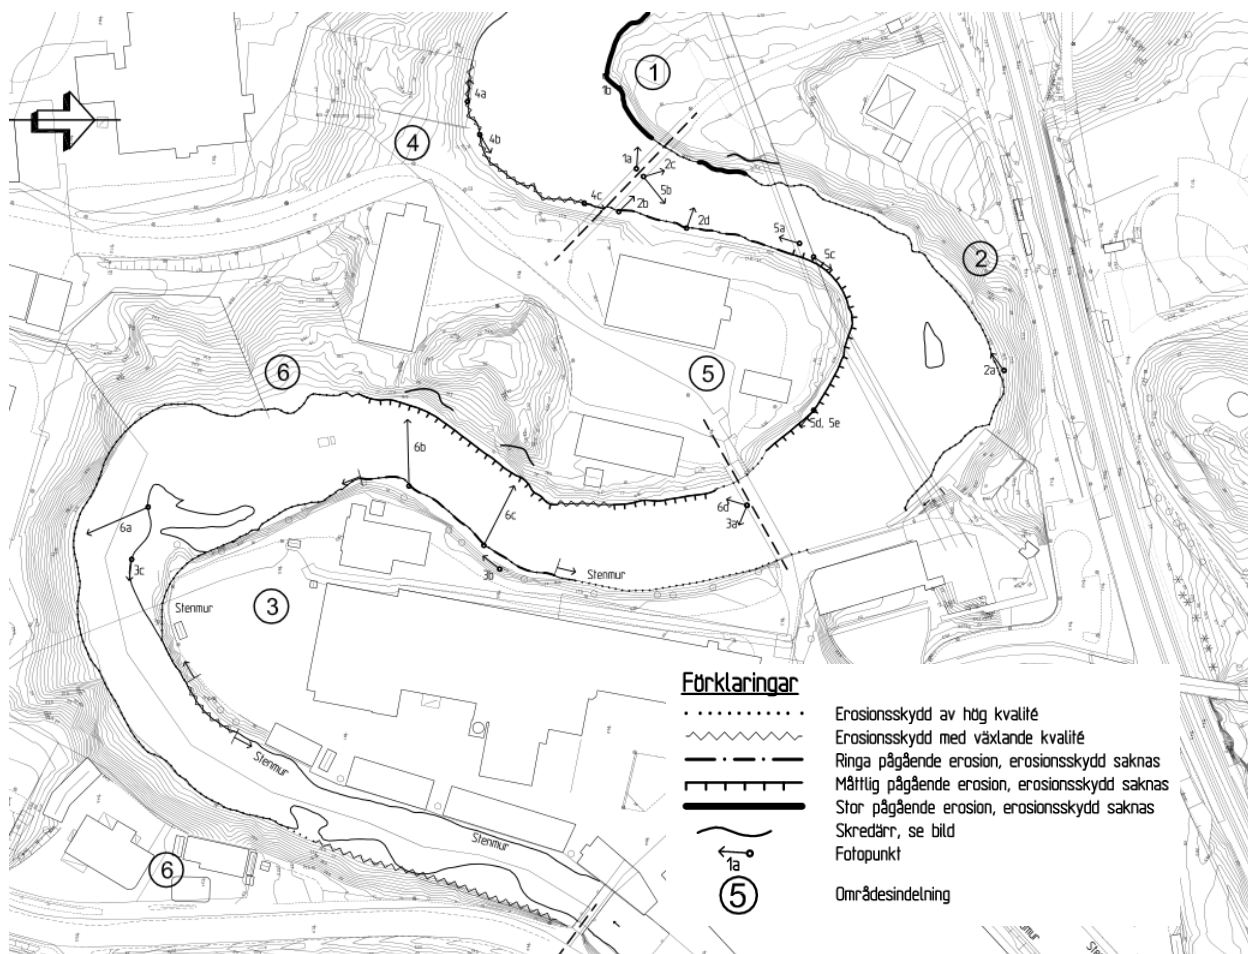 1
1b
4a
4
4b
1a
2c
5b
4c
2b
2d
5a
5c
2
5
6
2a
5d, 5e
6b
6a
6c
6d
3a
3c
3b
Stenmur
3
Stenmur
Stenmur
Stenmur
6
Förklaringar
Erosionsskydd av hög kvalité
Erosionsskydd med växlande kvalité
Ringa pågående erosion, erosionsskydd saknas
Måttlig pågående erosion, erosionsskydd saknas
Stor pågående erosion, erosionsskydd saknas
Skredärr, se bild
1a
Fotopunkt
5
Områdesindelning